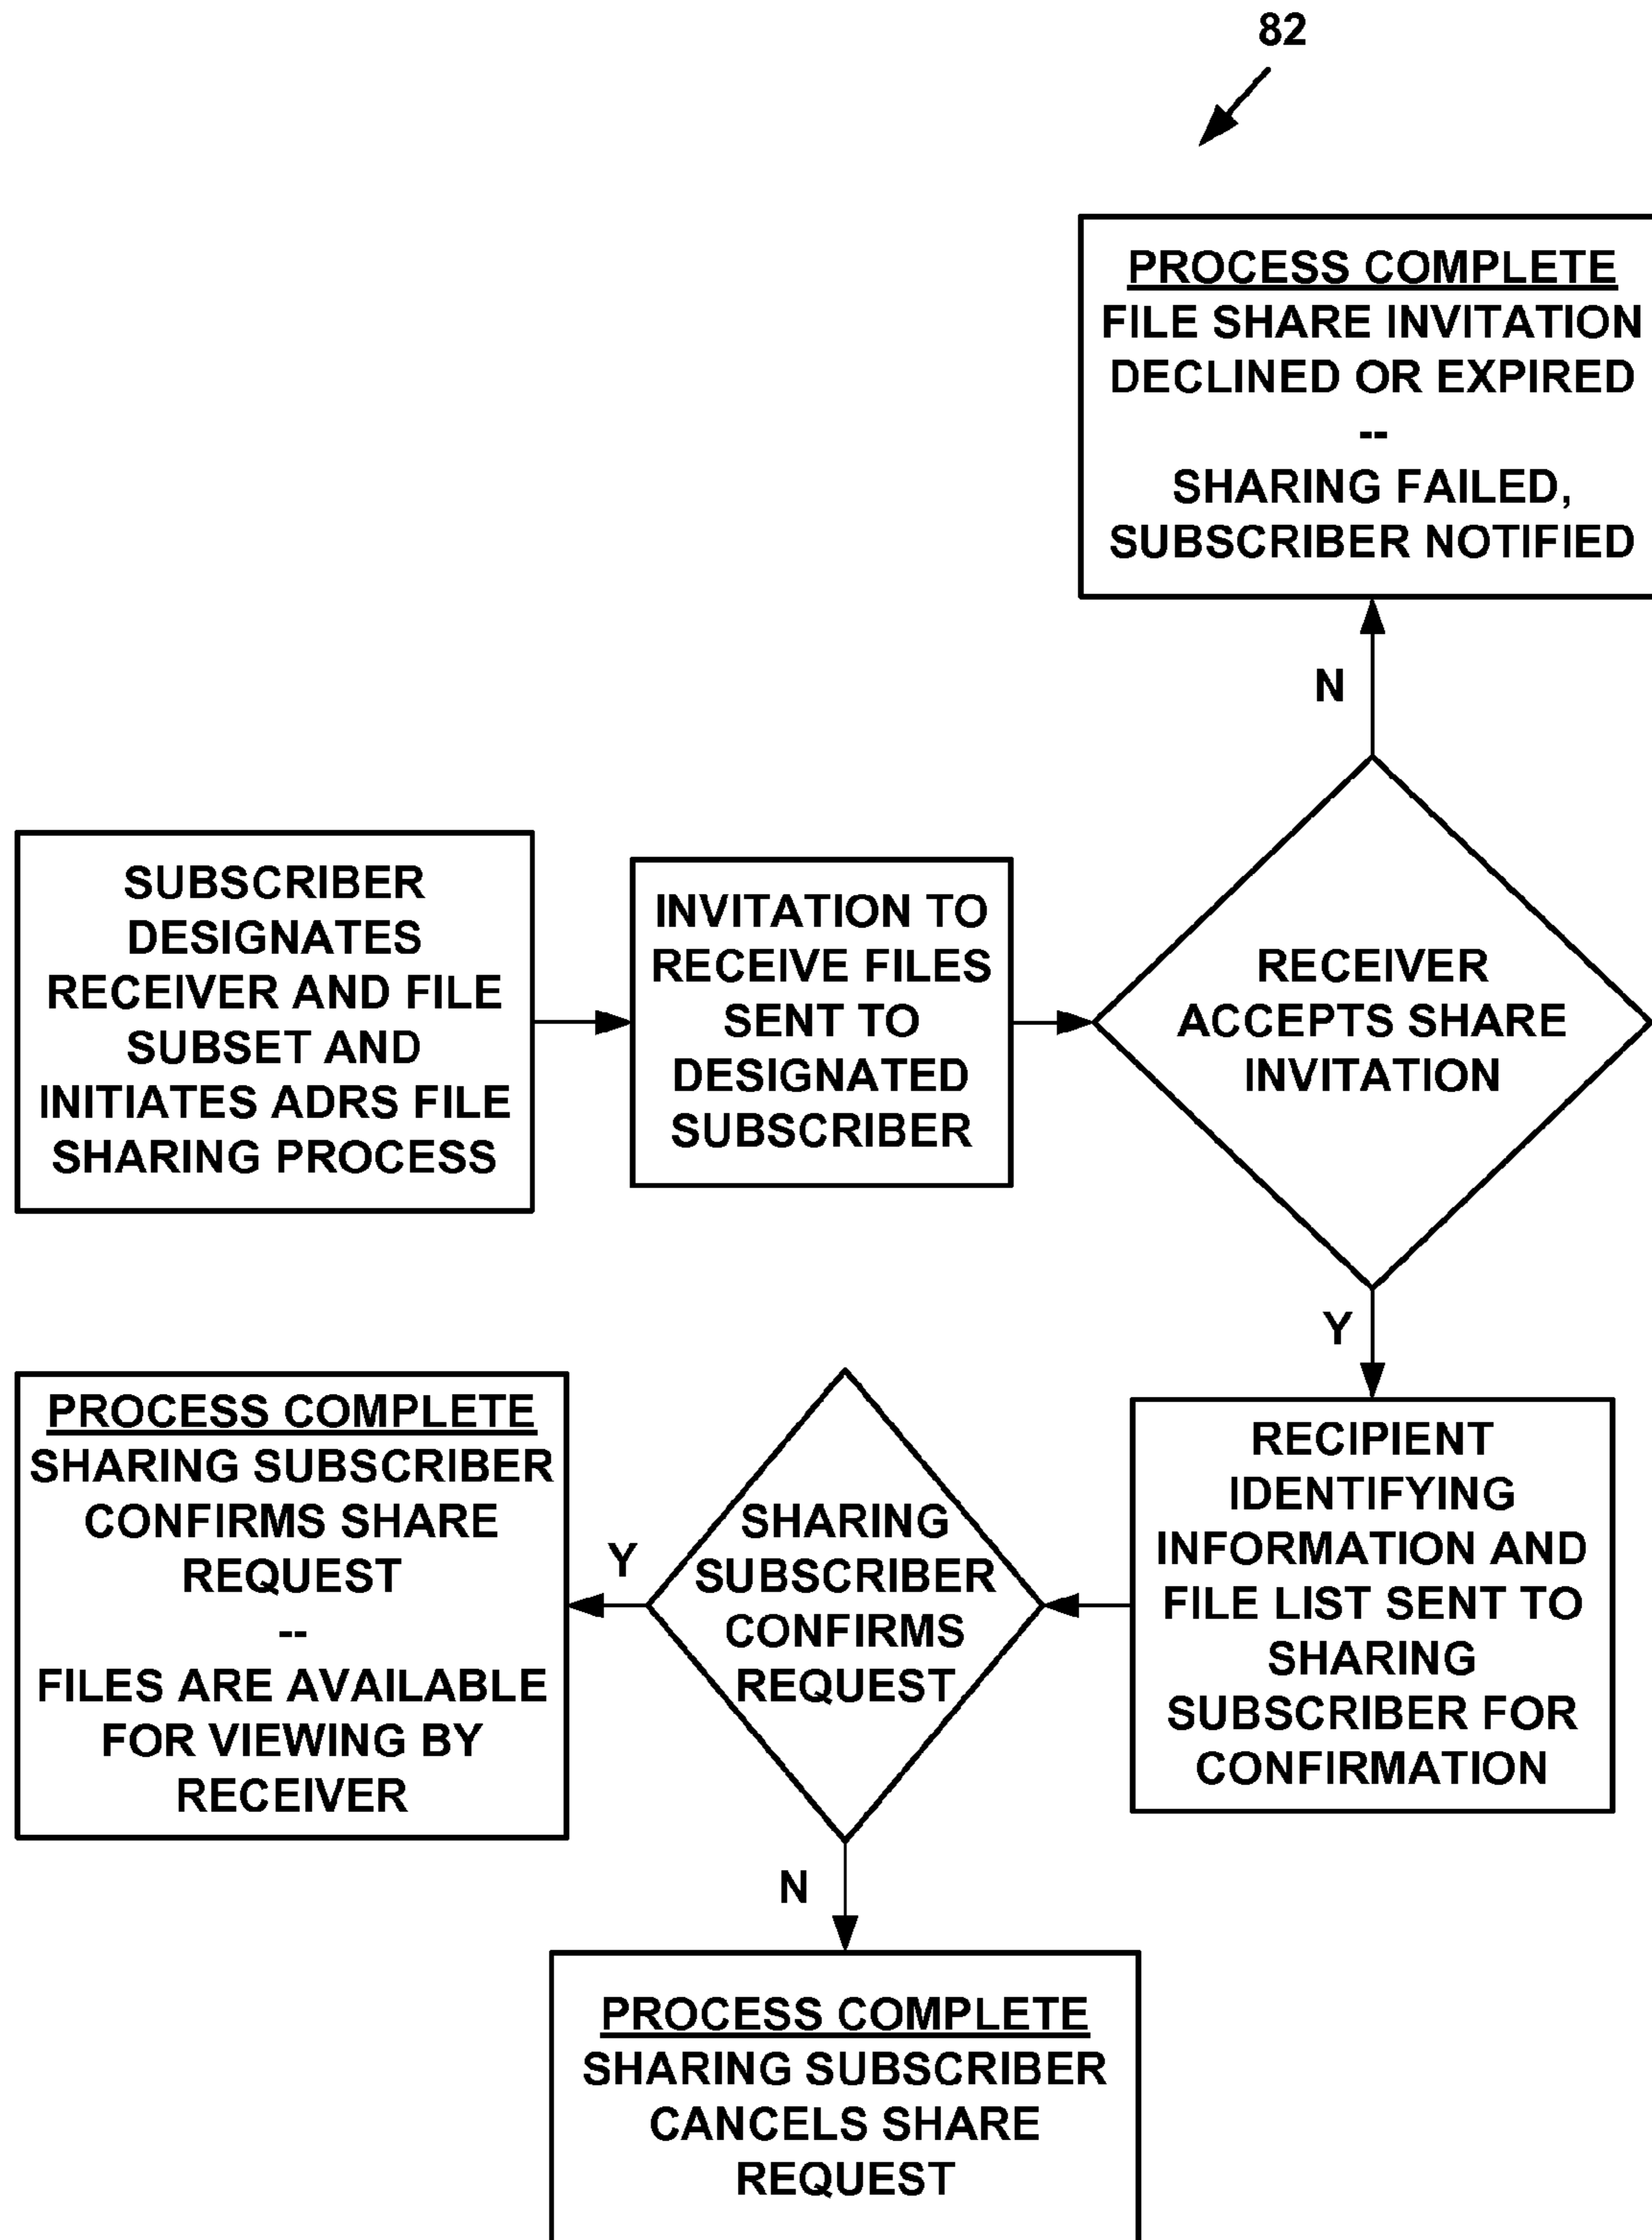 82
PROCESS COMPLETE
FILE SHARE INVITATION
DECLINED OR EXPIRED
--
SHARING FAILED,
SUBSCRIBER NOTIFIED
N
SUBSCRIBER
DESIGNATES
RECEIVER AND FILE
SUBSET AND
INITIATES ADRS FILE
SHARING PROCESS
INVITATION TO
RECEIVE FILES
SENT TO
DESIGNATED
SUBSCRIBER
RECEIVER
ACCEPTS SHARE
INVITATION
Y
RECIPIENT
IDENTIFYING
INFORMATION AND
FILE LIST SENT TO
SHARING
SUBSCRIBER FOR
CONFIRMATION
SHARING
SUBSCRIBER
CONFIRMS
REQUEST
Y
PROCESS COMPLETE
SHARING SUBSCRIBER
CONFIRMS SHARE
REQUEST
--
FILES ARE AVAILABLE
FOR VIEWING BY
RECEIVER
N
PROCESS COMPLETE
SHARING SUBSCRIBER
CANCELS SHARE
REQUEST